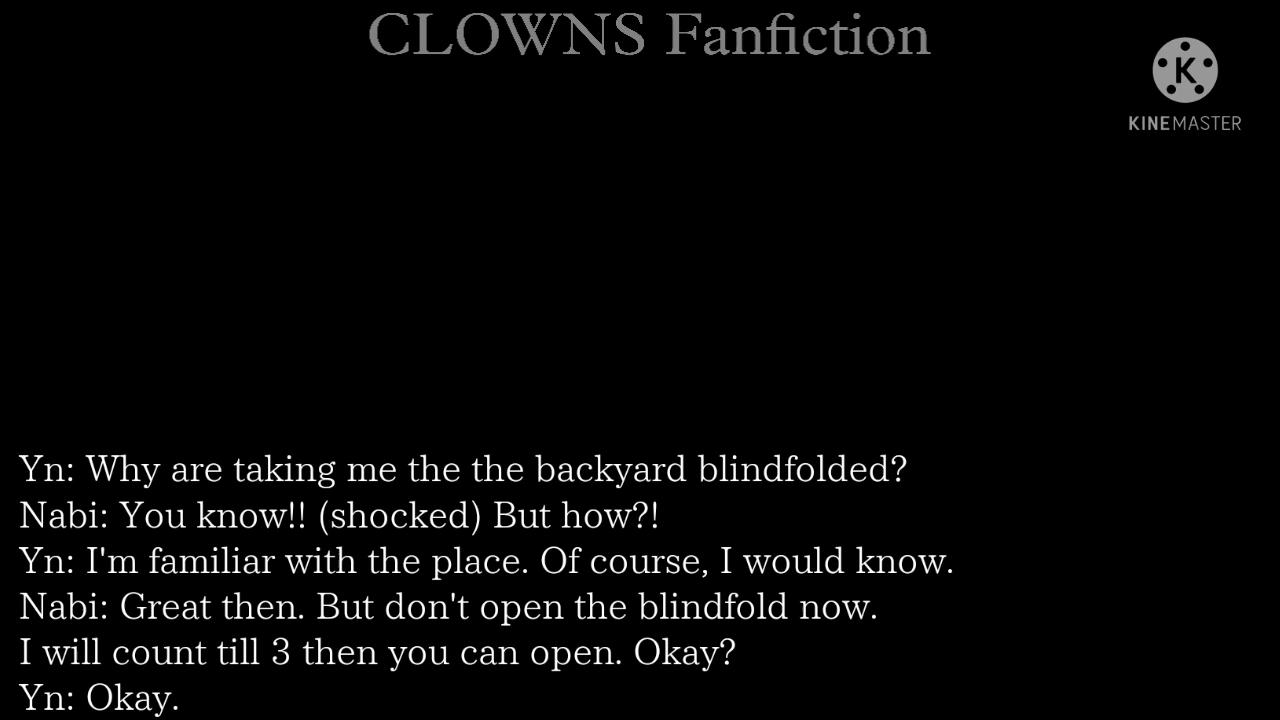 CLOWNS Fanfiction
K
KINEMASTER
Yn: Why are taking me the the backyard blindfolded?
Nabi: You know!! (shocked) But how?!
Yn: I'm familiar with the place. Of course, I would know.
Nabi: Great then. But don't open the blindfold now.
I will count till 3 then you can open. Okay?
Yn: Okay.